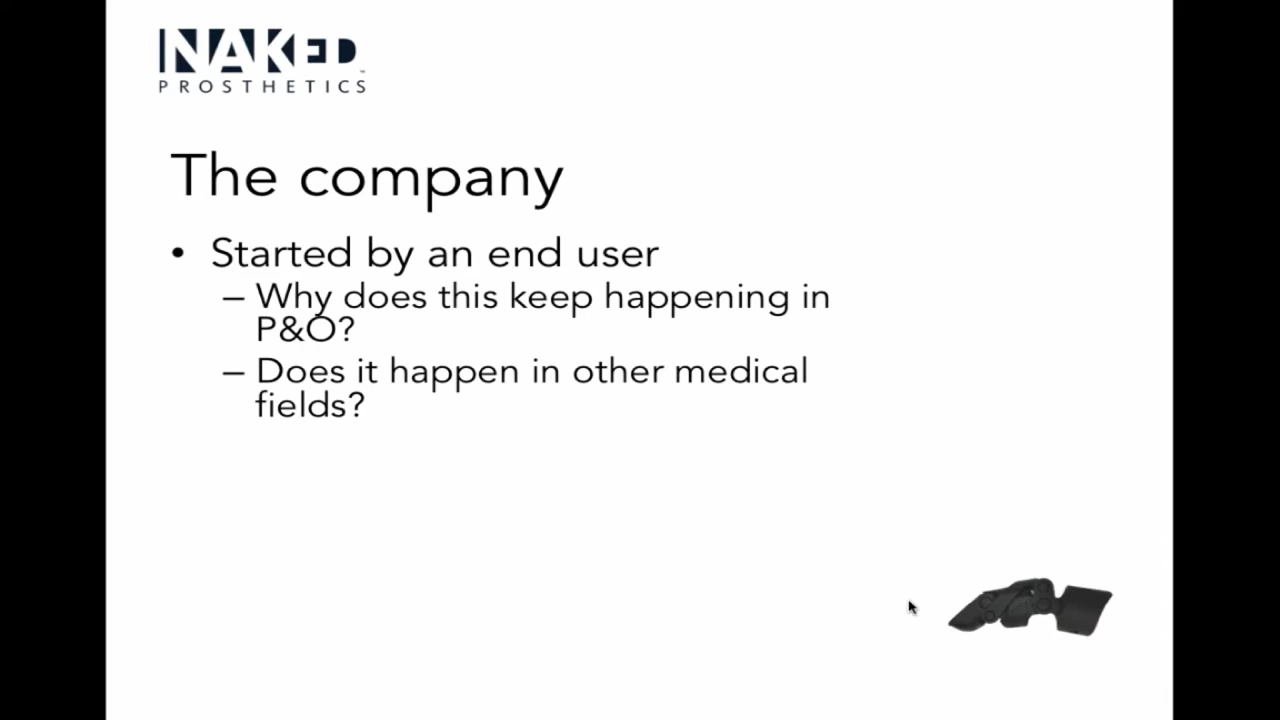 NAKED
PROSTHETICS
The company
• Started by an end user
– Why does this keep happening in
P&O?
– Does it happen in other medical
fields?